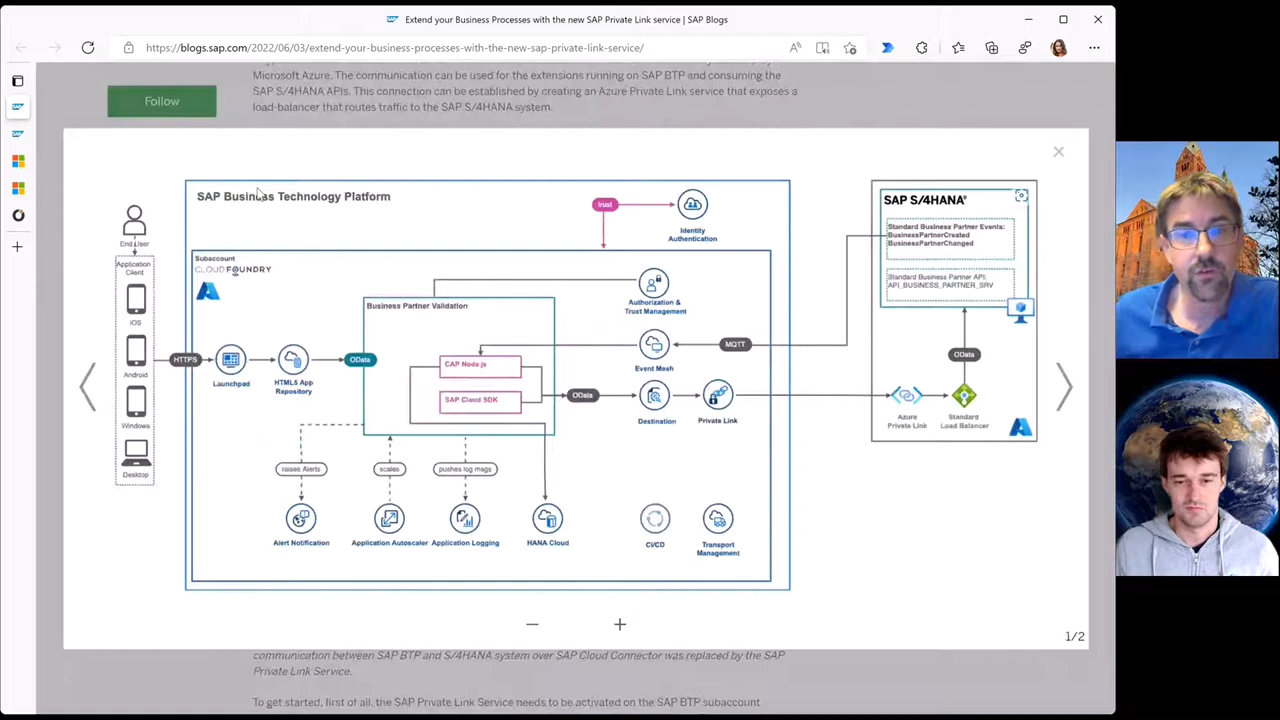 Extend your Business Processes with the new SAP Private Link service | SAP Blogs
https://blogs.sap.com/2022/06/03/extend-your-business-processes-with-the-new-sap-private-link-service/
Microsoft Azure. The communication can be used for the extensions running on SAP BTP and consuming the
SAP S/4HANA APIs. This connection can be established by creating an Azure Private Link service that exposes a
load-balancer that routes traffic to the SAP S/4HANA system.
Follow
SAP Business Technology Platform
trust
Identity
Authentication
SAP S/4HANA®
Standard Business Partner Events:
BusinessPartnerCreated
BusinessPartnerChanged
Standard Business Partner API:
API_BUSINESS_PARTNER_SRV
End User
Application
Client
iOS
Android
Windows
Desktop
Subaccount
CLOUD FOUNDRY
Business Partner Validation
Authorization &
Trust Management
HTTPS
Launchpad
HTML5 App
Repository
OData
CAP Node.js
SAP Cloud SDK
MQTT
Event Mesh
OData
Destination
Private Link
OData
Azure
Private Link
Standard
Load Balancer
raises Alerts
scales
pushes log msgs
Alert Notification
Application Autoscaler
Application Logging
HANA Cloud
CI/CD
Transport
Management
1/2
communication between SAP BTP and S/4HANA system over SAP Cloud Connector was replaced by the SAP
Private Link Service.
To get started, first of all, the SAP Private Link Service needs to be activated on the SAP BTP subaccount